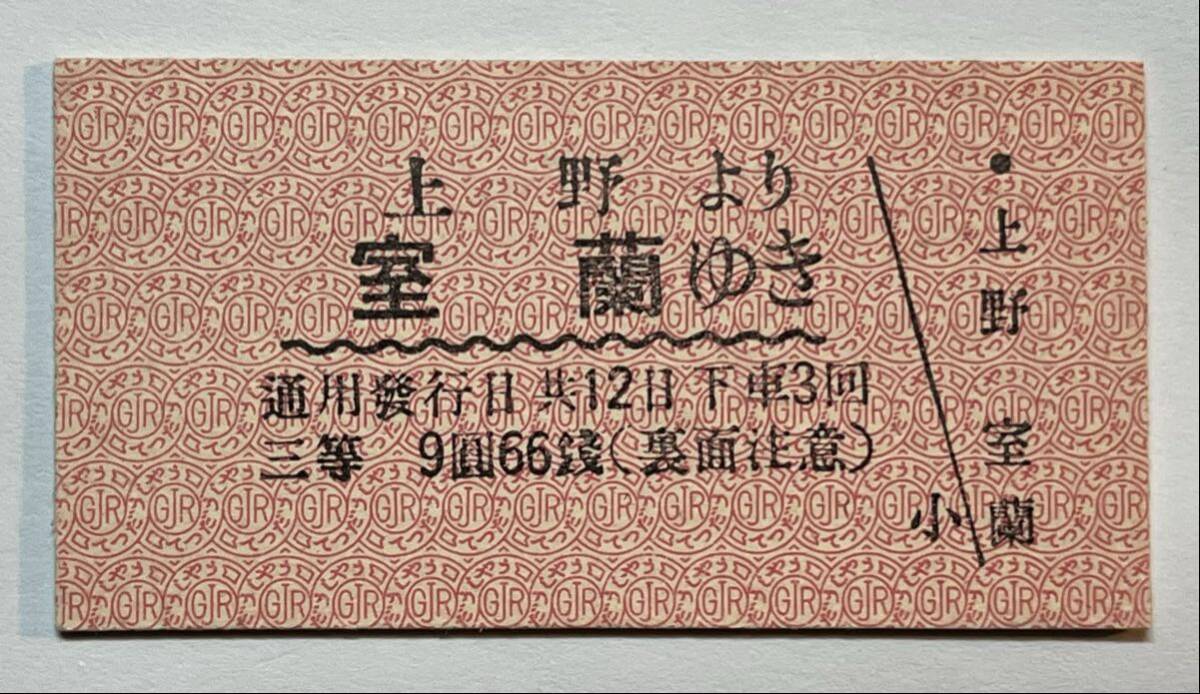 上野より
室蘭ゆき
通用發行日共12日下車3回
三等 9圓66錢(裏面注意)
小
上野
室蘭